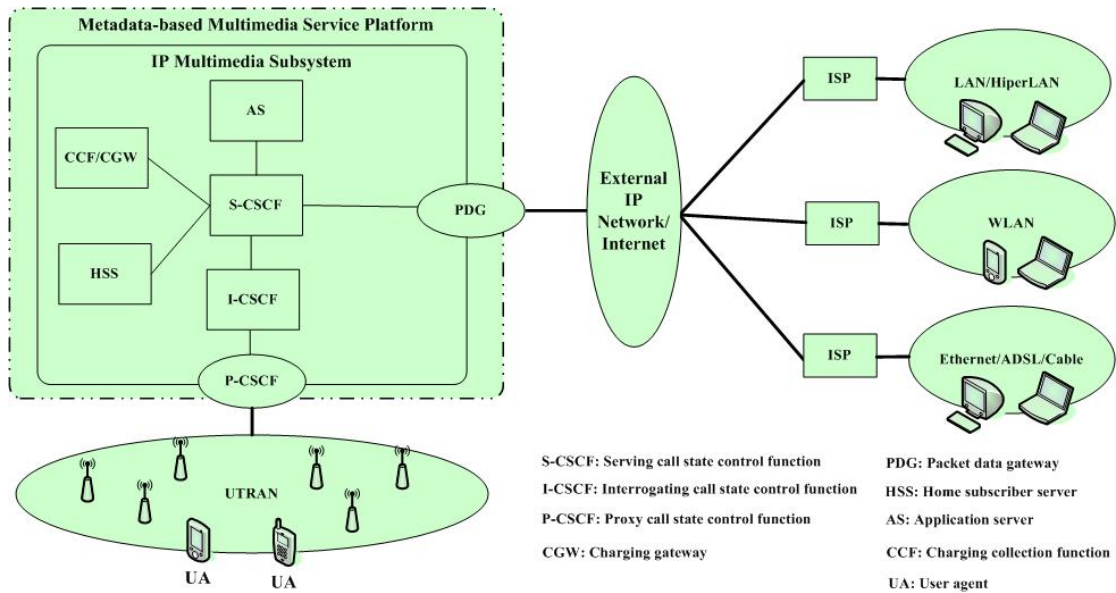 Metadata-based Multimedia Service Platform
IP Multimedia Subsystem
AS
CCF/CGW
S-CSCF
HSS
I-CSCF
P-CSCF
PDG
External
IP
Network/
Internet
ISP
LAN/HiperLAN
ISP
WLAN
ISP
Ethernet/ADSL/Cable
UTRAN
UA
UA
S-CSCF: Serving call state control function
I-CSCF: Interrogating call state control function
P-CSCF: Proxy call state control function
CGW: Charging gateway
PDG: Packet data gateway
HSS: Home subscriber server
AS: Application server
CCF: Charging collection function
UA: User agent